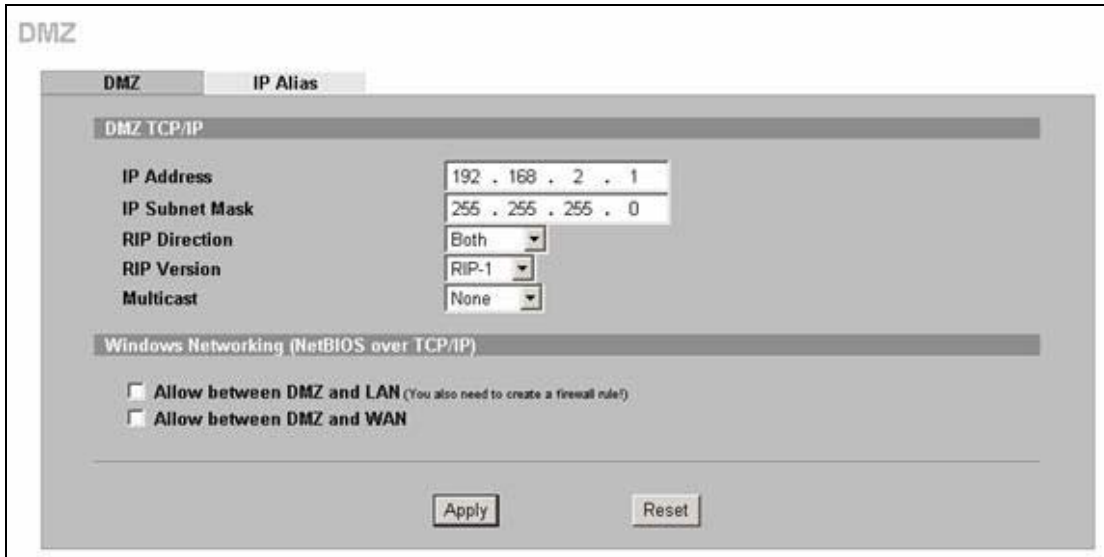 DMZ
DMZ IP Alias
DMZ TCP/IP
IP Address 192 . 168 . 2 . 1
IP Subnet Mask 255 . 255 . 255 . 0
RIP Direction Both
RIP Version RIP-1
Multicast None
Windows Networking (NetBIOS over TCP/IP)
Allow between DMZ and LAN (You also need to create a firewall rule!)
Allow between DMZ and WAN
Apply Reset